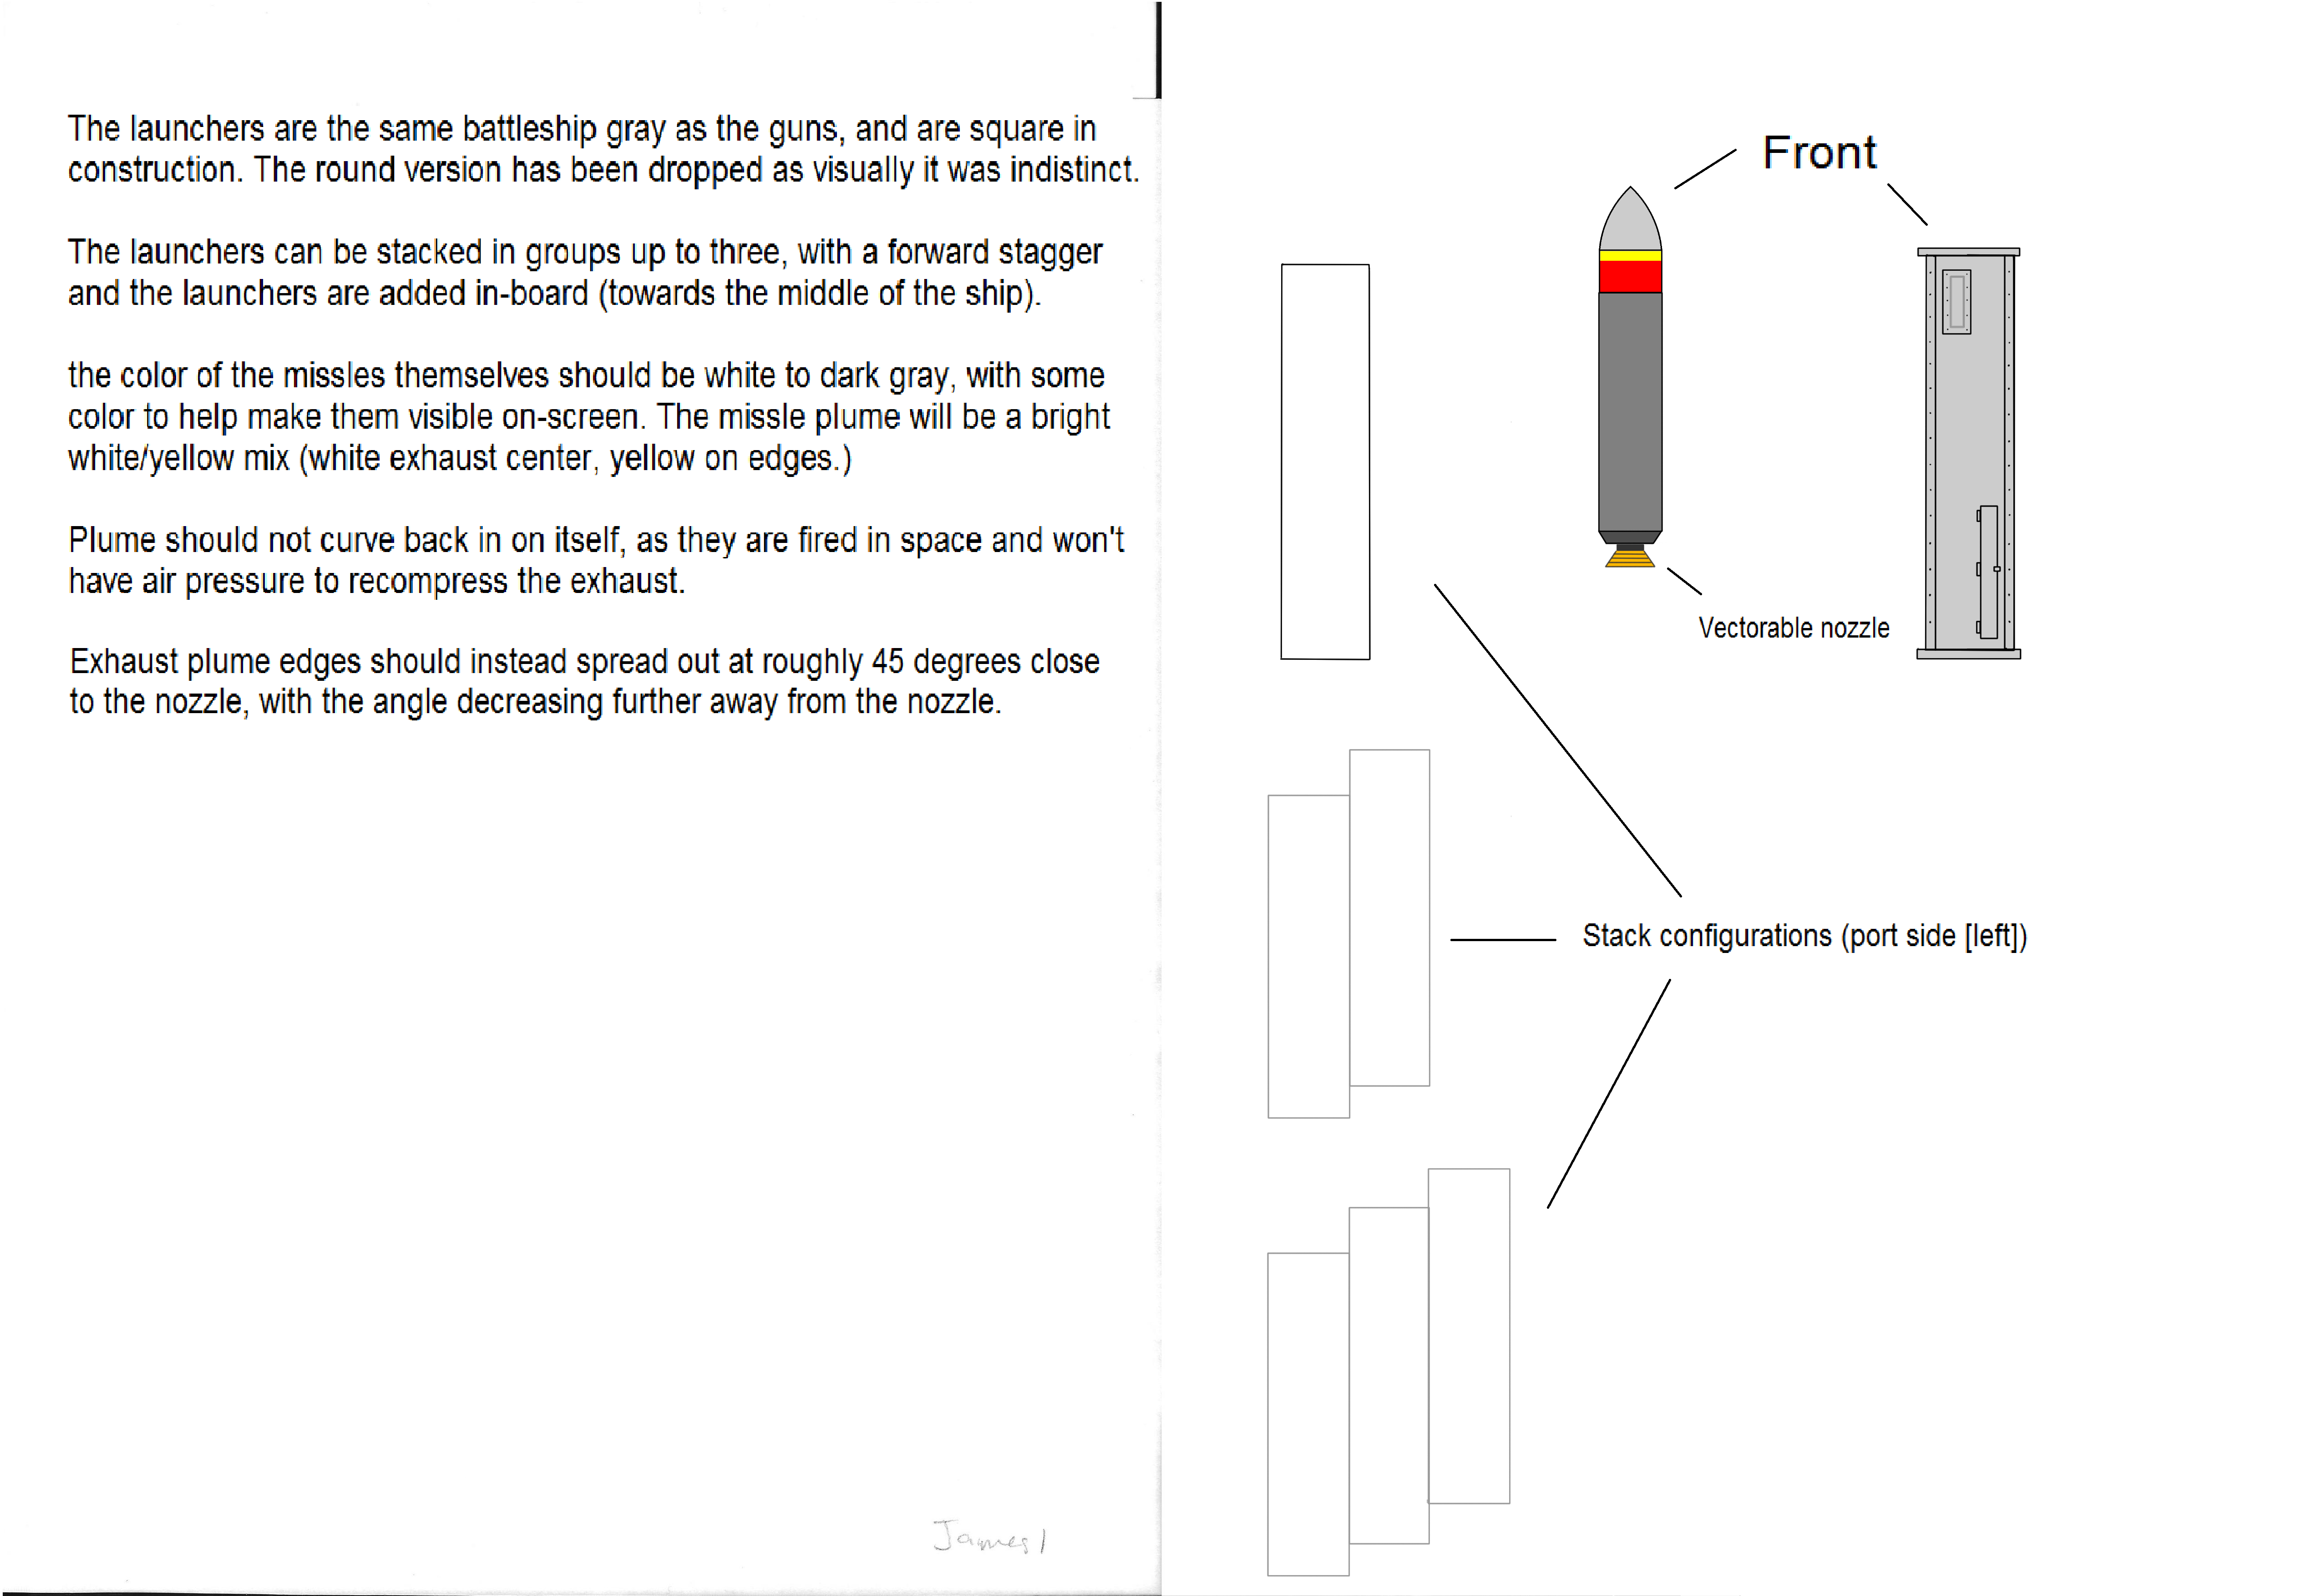 The launchers are the same battleship gray as the guns, and are square in
construction. The round version has been dropped as visually it was indistinct.
The launchers can be stacked in groups up to three, with a forward stagger
and the launchers are added in-board (towards the middle of the ship).
the color of the missles themselves should be white to dark gray, with some
color to help make them visible on-screen. The missle plume will be a bright
white/yellow mix (white exhaust center, yellow on edges.)
Plume should not curve back in on itself, as they are fired in space and won't
have air pressure to recompress the exhaust.
Exhaust plume edges should instead spread out at roughly 45 degrees close
to the nozzle, with the angle decreasing further away from the nozzle.
James
Front
Vectorable nozzle
Stack configurations (port side [left])